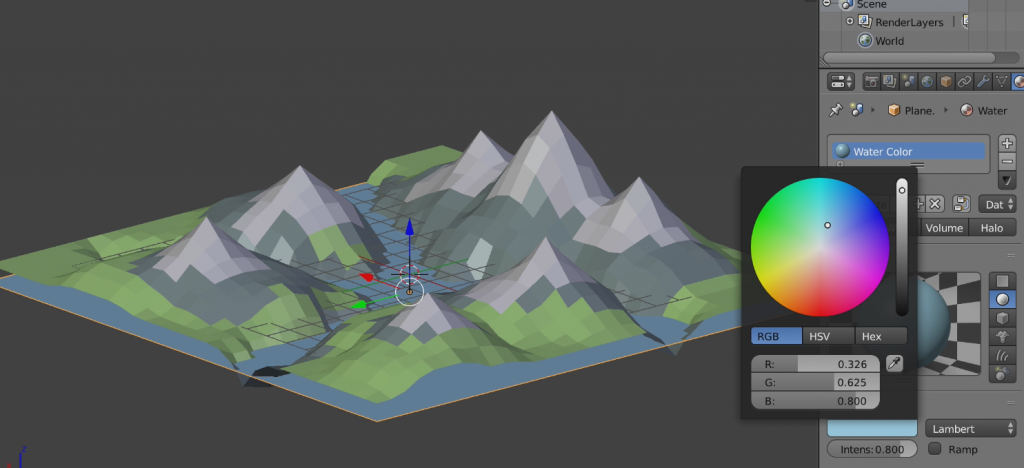 Scene
RenderLayers |
World
Plane.
Water
Water Color
Dat
Volume Halo
RGB HSV Hex
R: 0.326
G: 0.625
B: 0.800
Lambert
Intens: 0.800 Ramp
z